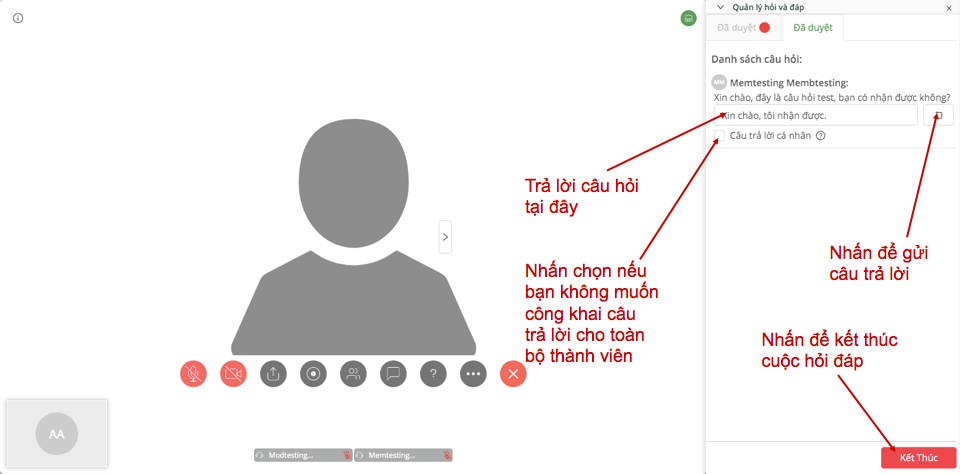 Quản lý hỏi và đáp
x
Đã duyệt
Đã duyệt
Danh sách câu hỏi:
MM
Memtesting Membtesting:
Xin chào, đây là câu hỏi test, bạn có nhận được không?
Xin chào, tôi nhận được.
Câu trả lời cá nhân
Trả lời câu hỏi
tại đây
Nhấn để gửi
câu trả lời
Nhấn chọn nếu
bạn không muốn
công khai câu
trả lời cho toàn
bộ thành viên
Nhấn để kết thúc
cuộc hỏi đáp
AA
Modtesting...
Memtesting...
Kết Thúc